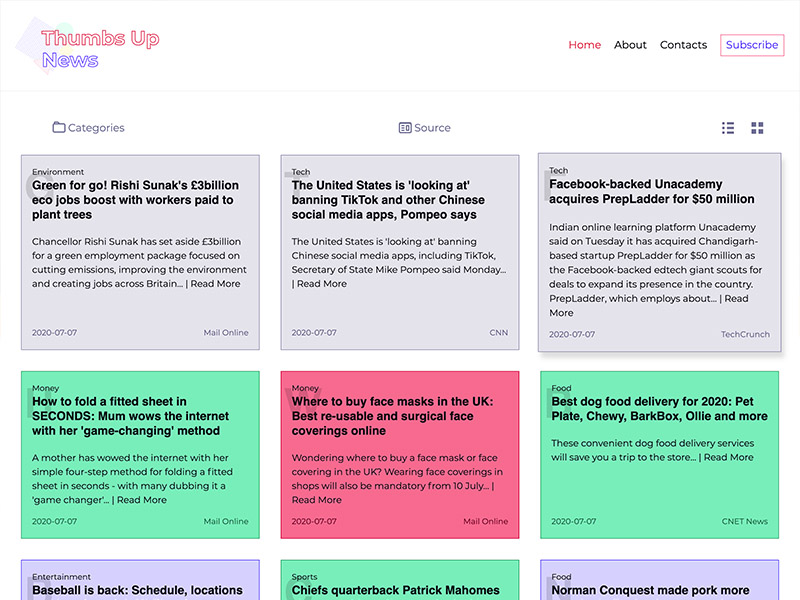 Thumbs Up
News
Home About Contacts Subscribe
Categories Source
Environment
Green for go! Rishi Sunak's £3billion
eco jobs boost with workers paid to
plant trees
Chancellor Rishi Sunak has set aside £3billion
for a green employment package focused on
cutting emissions, improving the environment
and creating jobs across Britain... | Read More
2020-07-07 Mail Online
Tech
The United States is 'looking at'
banning TikTok and other Chinese
social media apps, Pompeo says
The United States is 'looking at' banning
Chinese social media apps, including TikTok,
Secretary of State Mike Pompeo said Monday...
| Read More
2020-07-07 CNN
Tech
Facebook-backed Unacademy
acquires PrepLadder for $50 million
Indian online learning platform Unacademy
said on Tuesday it has acquired Chandigarh-
based startup PrepLadder for $50 million as
the Facebook-backed edtech giant scouts for
deals to expand its presence in the country.
PrepLadder, which employs about... | Read
More
2020-07-07 TechCrunch
Money
How to fold a fitted sheet in
SECONDS: Mum wows the internet
with her 'game-changing' method
A mother has wowed the internet with her
simple four-step method for folding a fitted
sheet in seconds - with many dubbing it a
'game changer'... | Read More
2020-07-07 Mail Online
Money
Where to buy face masks in the UK:
Best re-usable and surgical face
coverings online
Wondering where to buy a face mask or face
covering in the UK? Wearing face coverings in
shops will also be mandatory from 10 July... |
Read More
2020-07-07 Mail Online
Food
Best dog food delivery for 2020: Pet
Plate, Chewy, BarkBox, Ollie and more
These convenient dog food delivery services
will save you a trip to the store... | Read More
2020-07-07 CNET News
Entertainment
Baseball is back: Schedule, locations
Sports
Chiefs quarterback Patrick Mahomes
Food
Norman Conquest made pork more